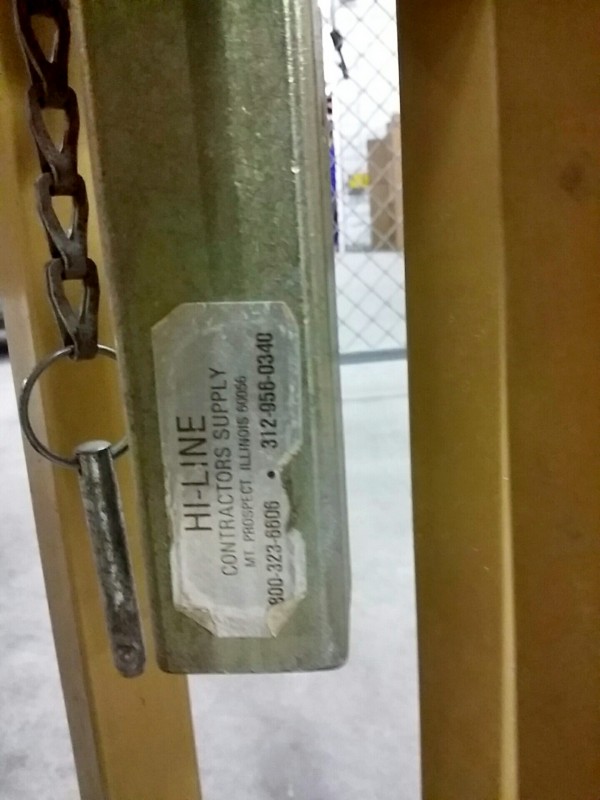 HI-LINE
CONTRACTORS SUPPLY
MT. PROSPECT, ILLINOIS 60056
800-323-6606 • 312-956-0340